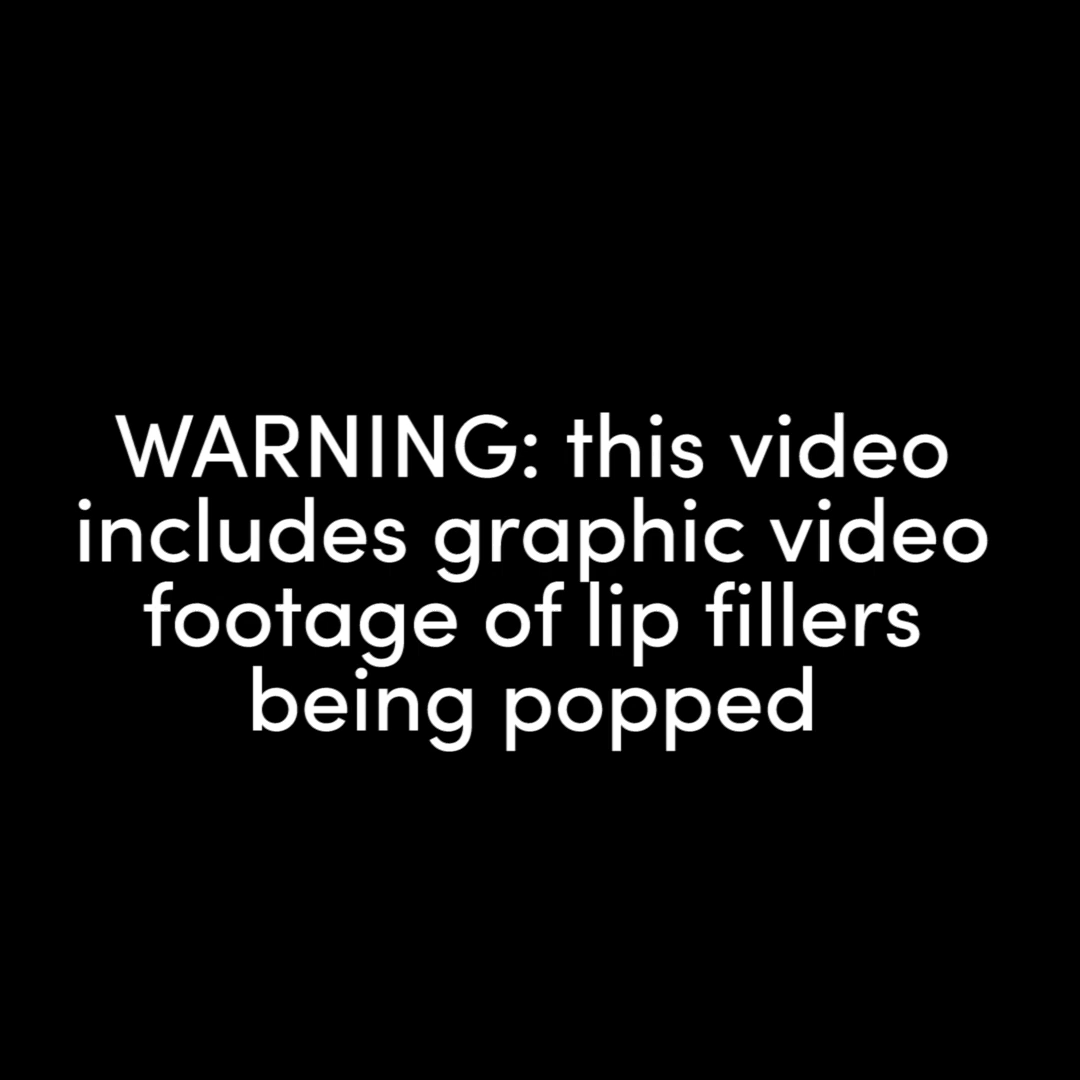 WARNING: this video
includes graphic video
footage of lip fillers
being popped